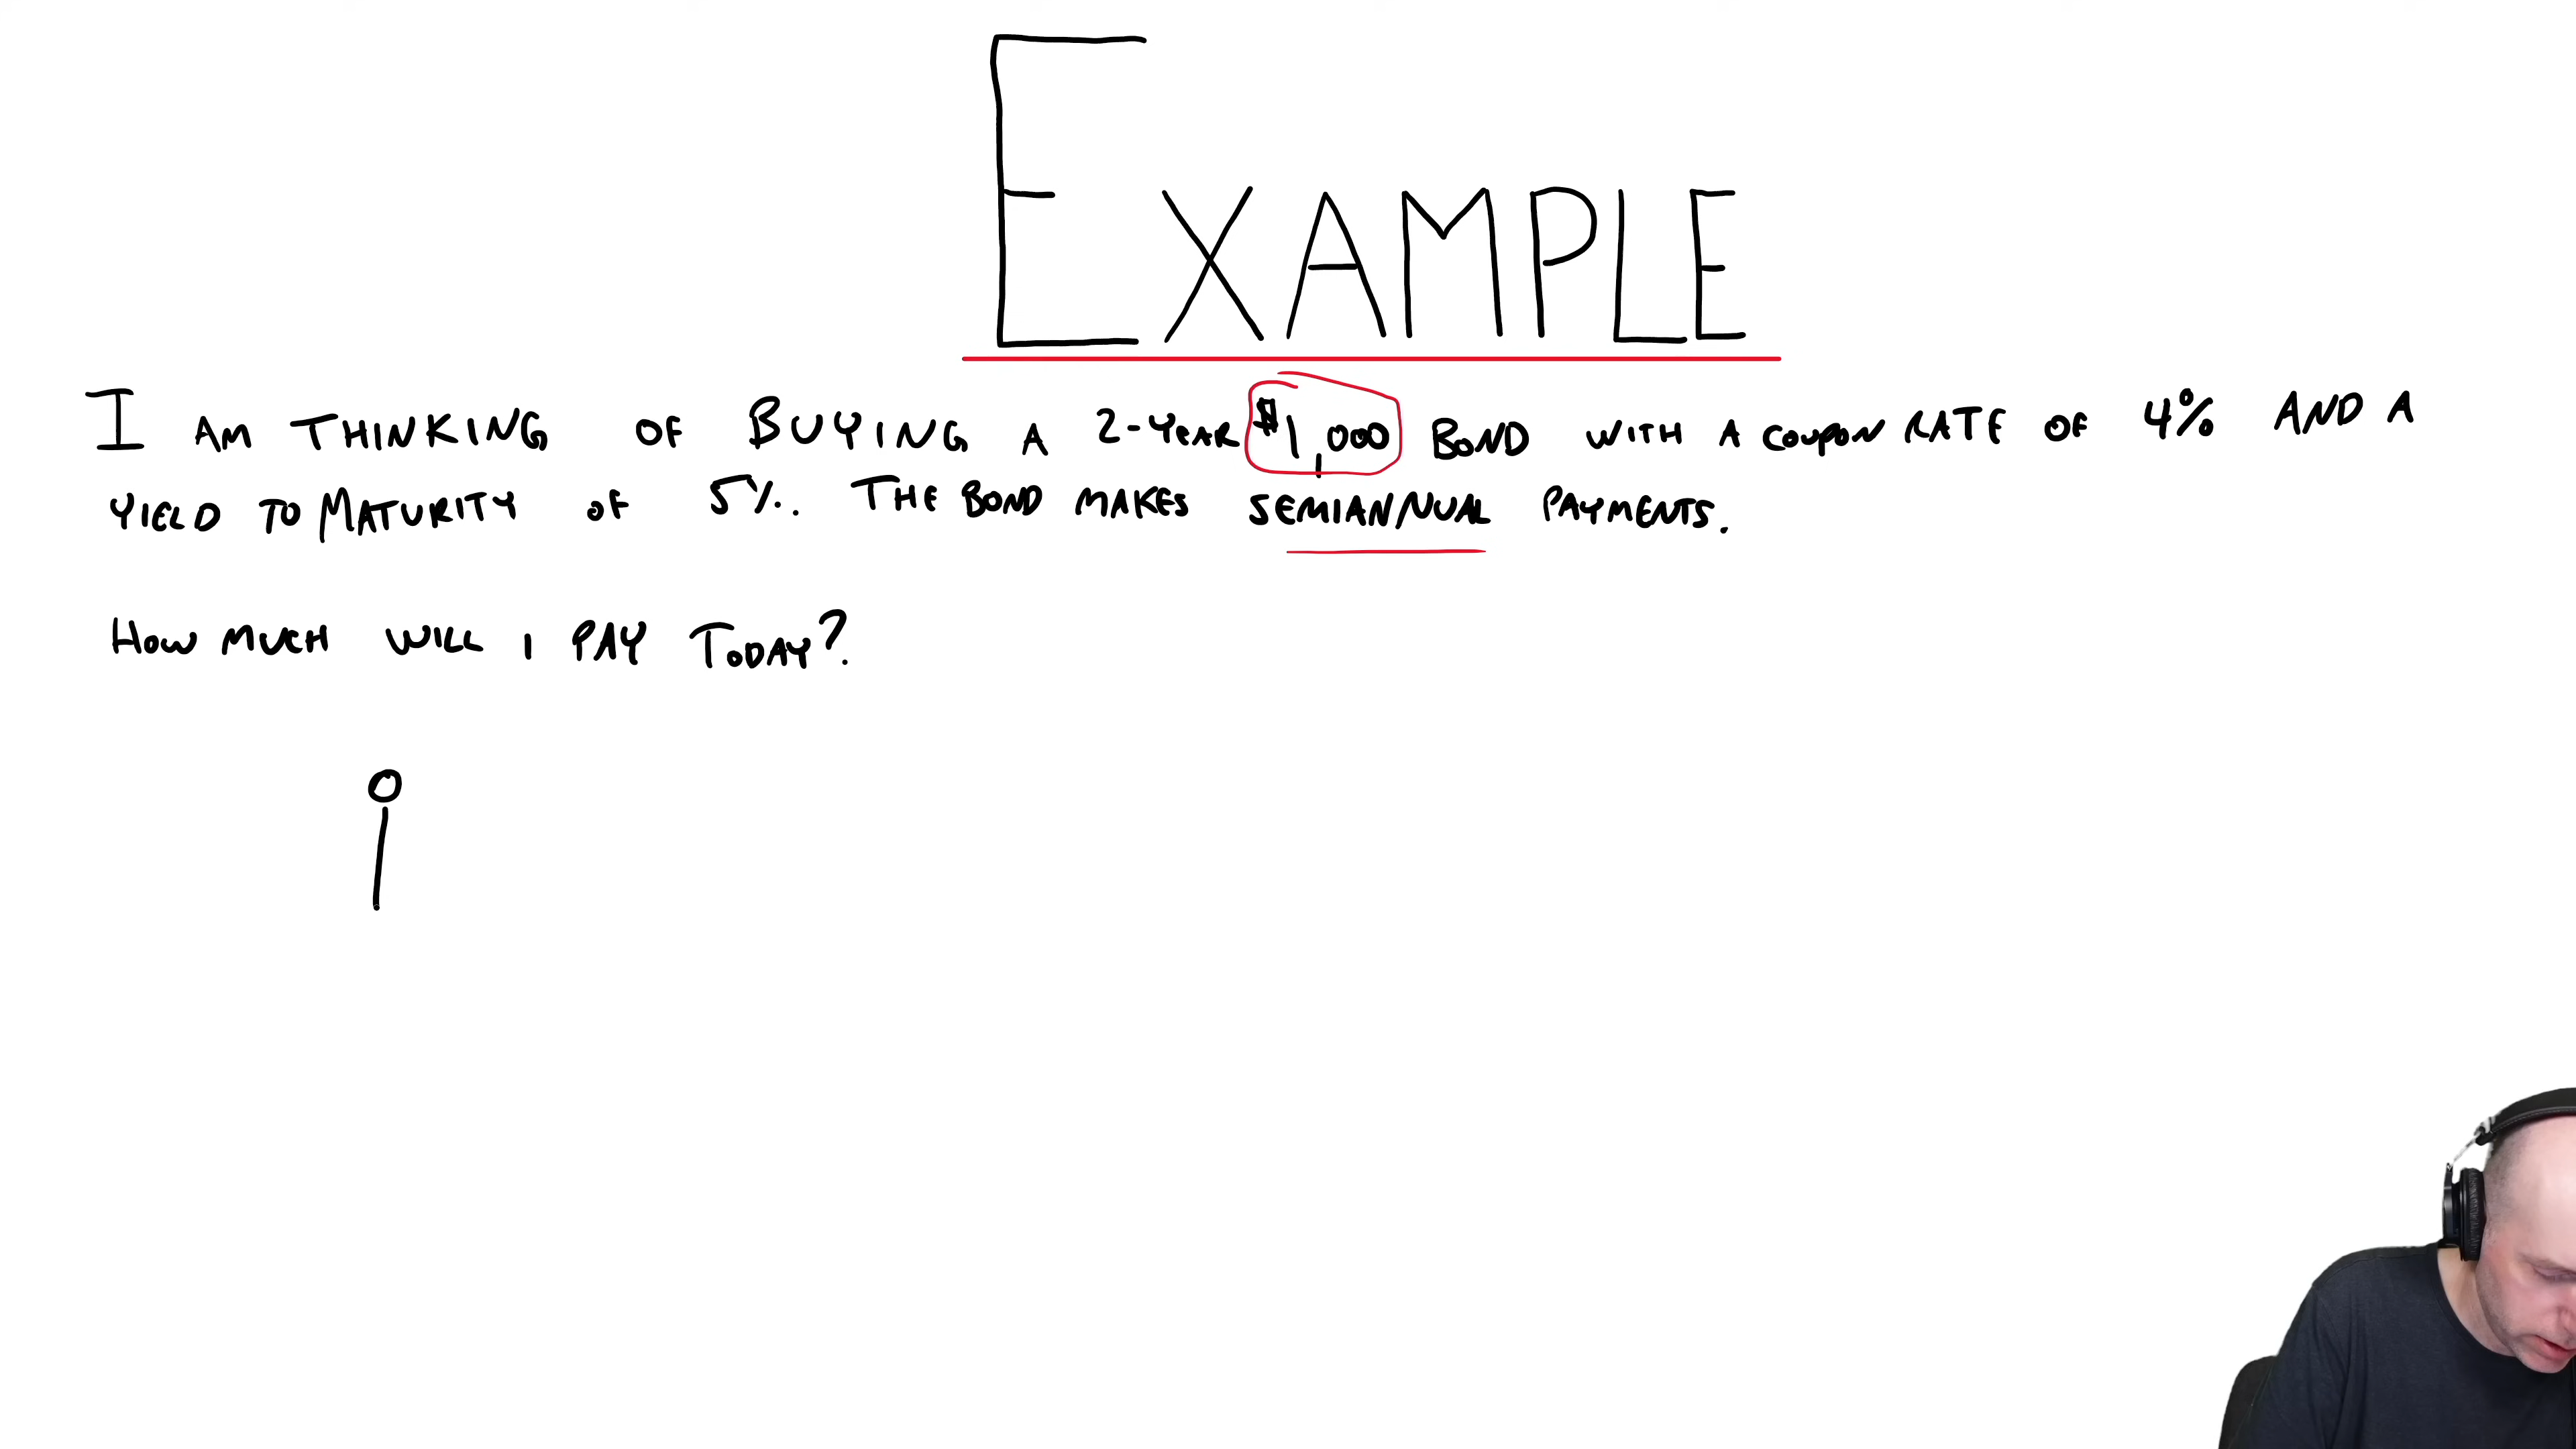 EXAMPLE
I AM THINKING OF BUYING A 2-YEAR $1,000 BOND WITH A COUPON RATE OF 4% AND A
YIELD TO MATURITY OF 5%. THE BOND MAKES SEMIANNUAL PAYMENTS.
HOW MUCH WILL I PAY TODAY?
0